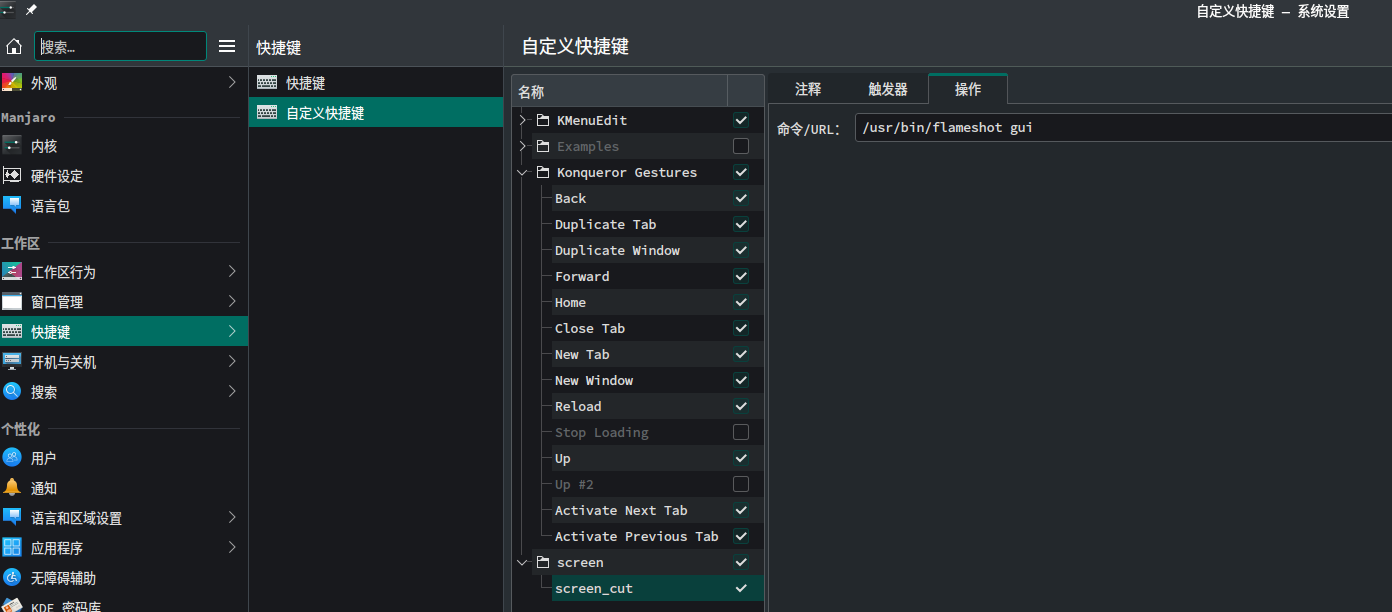 自定义快捷键 — 系统设置
搜索...
快捷键
自定义快捷键
外观
Manjaro
内核
硬件设定
语言包
工作区
工作区行为
窗口管理
快捷键
开机与关机
搜索
个性化
用户
通知
语言和区域设置
应用程序
无障碍辅助
KDE 密码库
快捷键
自定义快捷键
名称
KMenuEdit
Examples
Konqueror Gestures
Back
Duplicate Tab
Duplicate Window
Forward
Home
Close Tab
New Tab
New Window
Reload
Stop Loading
Up
Up #2
Activate Next Tab
Activate Previous Tab
screen
screen_cut
注释
触发器
操作
命令/URL: /usr/bin/flameshot gui